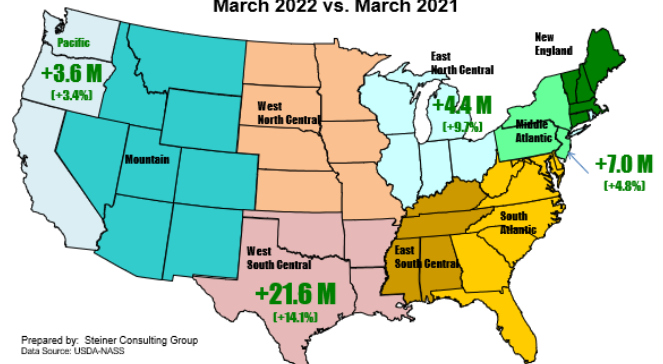 March 2022 vs. March 2021
New
England
Pacific
+3.6 M
(+3.4%)
East
North Central
+4.4 M
(+9.7%)
West
North Central
Middle
Atlantic
Mountain
+7.0 M
(+4.8%)
South
Atlantic
West
South Central
East
South Central
+21.6 M
(+14.1%)
Prepared by: Steiner Consulting Group
Data Source: USDA-NASS